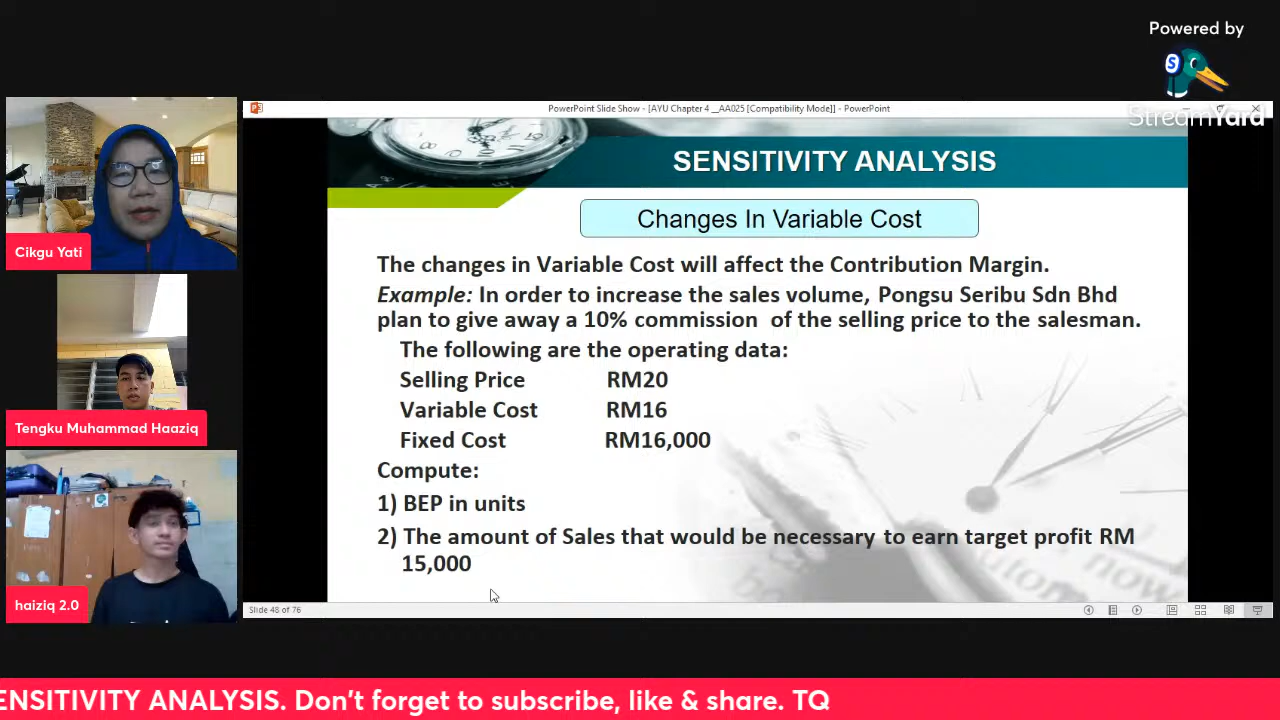 Powered by
StreamYard
PowerPoint Slide Show - [AYU Chapter 4 __AA025 [Compatibility Mode]] - PowerPoint
SENSITIVITY ANALYSIS
Changes In Variable Cost
The changes in Variable Cost will affect the Contribution Margin.
Example: In order to increase the sales volume, Pongsu Seribu Sdn Bhd
plan to give away a 10% commission of the selling price to the salesman.
The following are the operating data:
Selling Price RM20
Variable Cost RM16
Fixed Cost RM16,000
Compute:
1) BEP in units
2) The amount of Sales that would be necessary to earn target profit RM
15,000
Slide 48 of 76
Cikgu Yati
Tengku Muhammad Haaziq
haiziq 2.0
ENSITIVITY ANALYSIS. Don't forget to subscribe, like & share. TQ